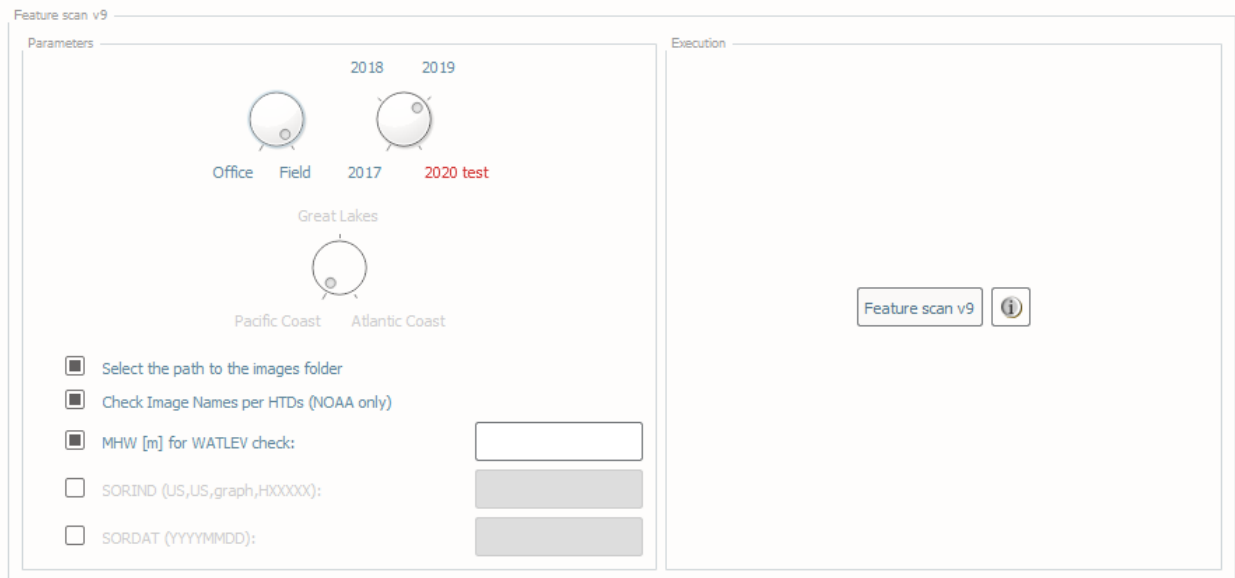 Feature scan v9
Parameters
Execution
2018 2019
Office Field 2017 2020 test
Great Lakes
Pacific Coast Atlantic Coast
Feature scan v9
Select the path to the images folder
Check Image Names per HTDs (NOAA only)
MHW [m] for WATLEV check:
SORIND (US,US,graph,HXXXXX):
SORDAT (YYYYMMDD):